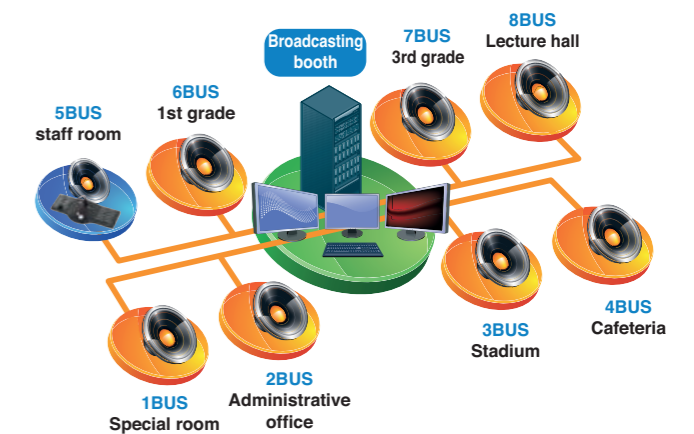 8BUS
Lecture hall
7BUS
3rd grade
Broadcasting
booth
6BUS
1st grade
5BUS
staff room
4BUS
Cafeteria
3BUS
Stadium
2BUS
Administrative
office
1BUS
Special room